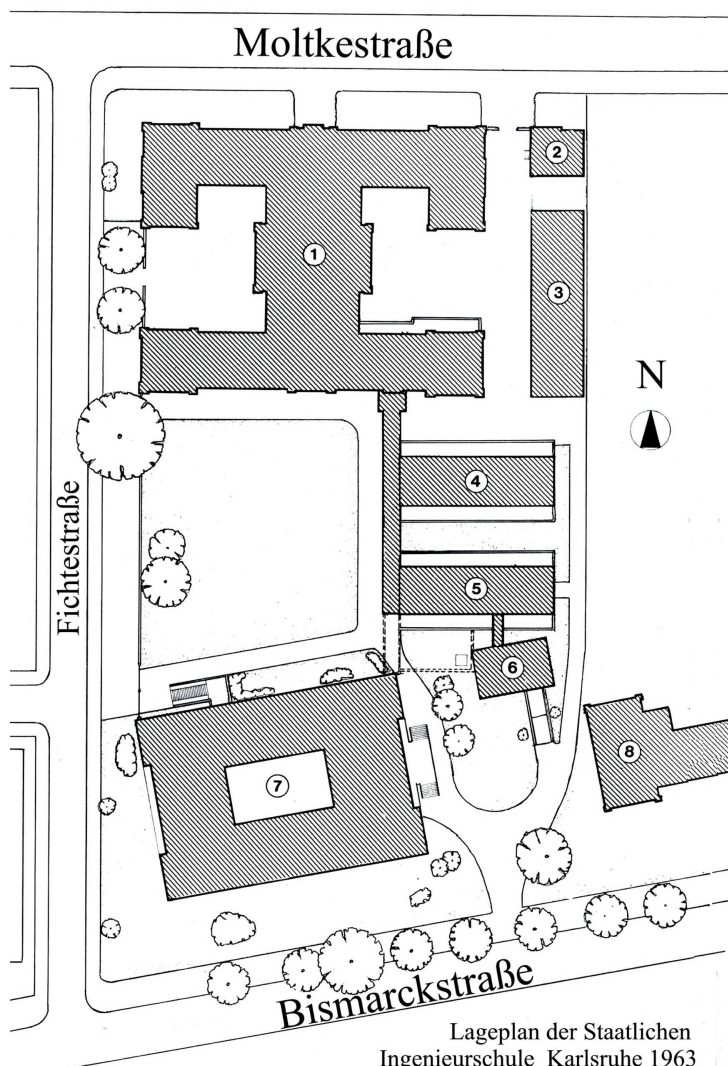 Moltkestraße
2
1
3
N
4
Fichtestraße
5
6
8
7
Bismarckstraße
Lageplan der Staatlichen
Ingenieurschule Karlsruhe 1963